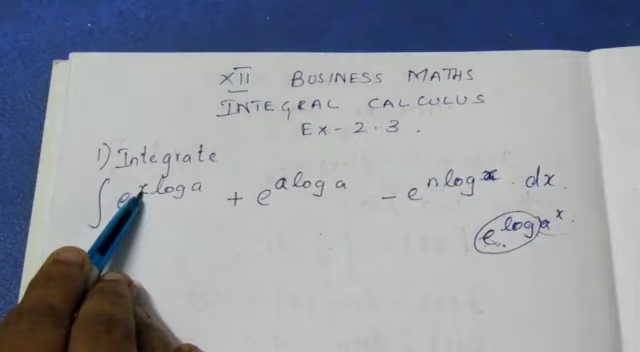 XII BUSINESS MATHS
INTEGRAL CALCULUS
Ex - 2.3.
1) Integrate
∫ e^{x log a} + e^{a log a} - e^{n log x} . dx.
e^{log a^x}.